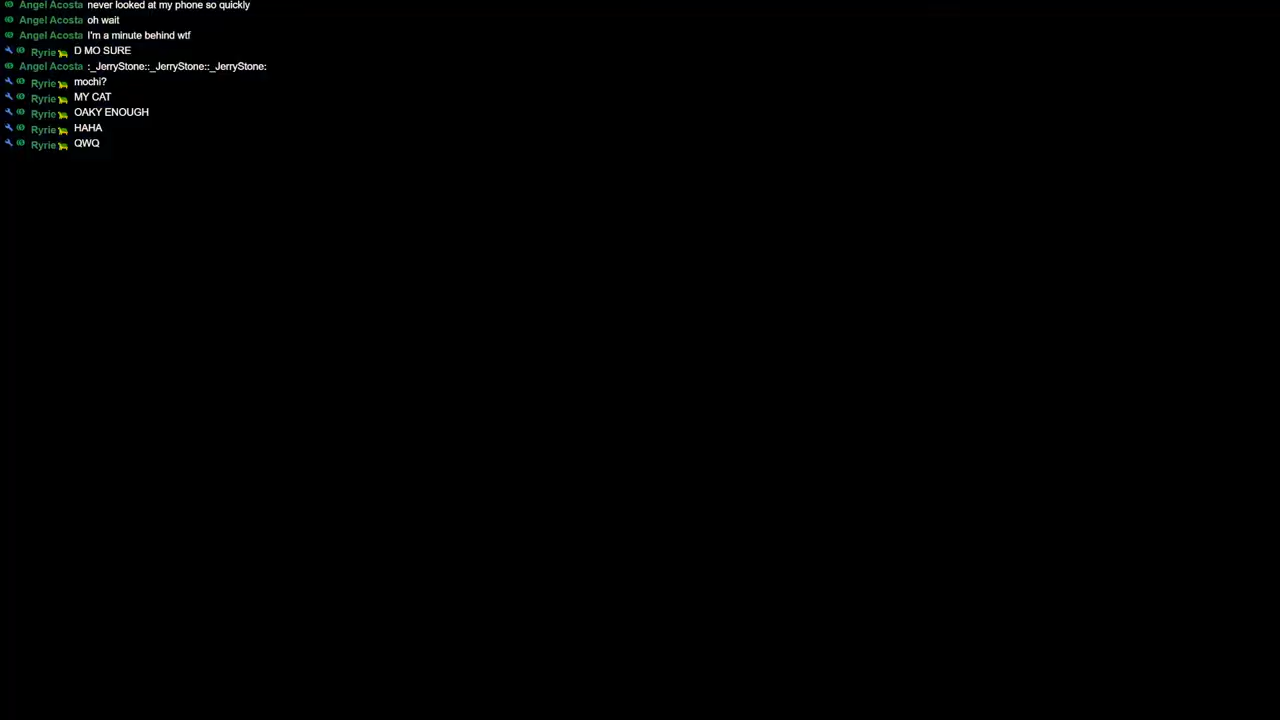 Angel Acosta never looked at my phone so quickly
Angel Acosta oh wait
Angel Acosta I'm a minute behind wtf
Ryrie D MO SURE
Angel Acosta :_JerryStone::_JerryStone::_JerryStone:
Ryrie mochi?
Ryrie MY CAT
Ryrie OAKY ENOUGH
Ryrie HAHA
Ryrie QWQ